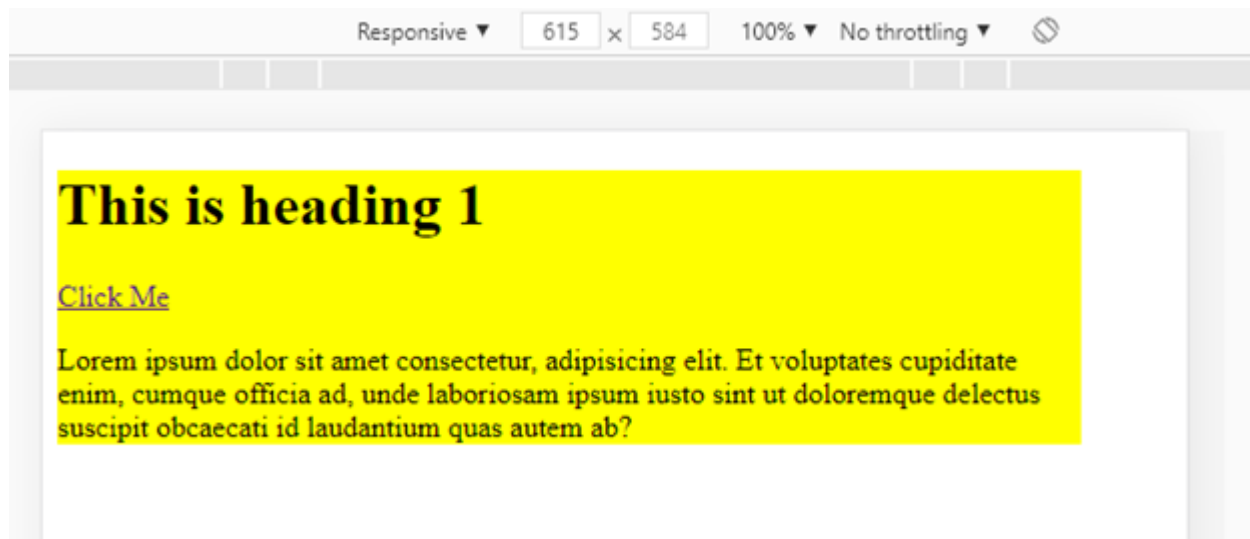 Responsive ▼ 615 × 584 100% ▼ No throttling ▼
This is heading 1
Click Me
Lorem ipsum dolor sit amet consectetur, adipisicing elit. Et voluptates cupiditate
enim, cumque officia ad, unde laboriosam ipsum iusto sint ut doloremque delectus
suscipit obcaecati id laudantium quas autem ab?